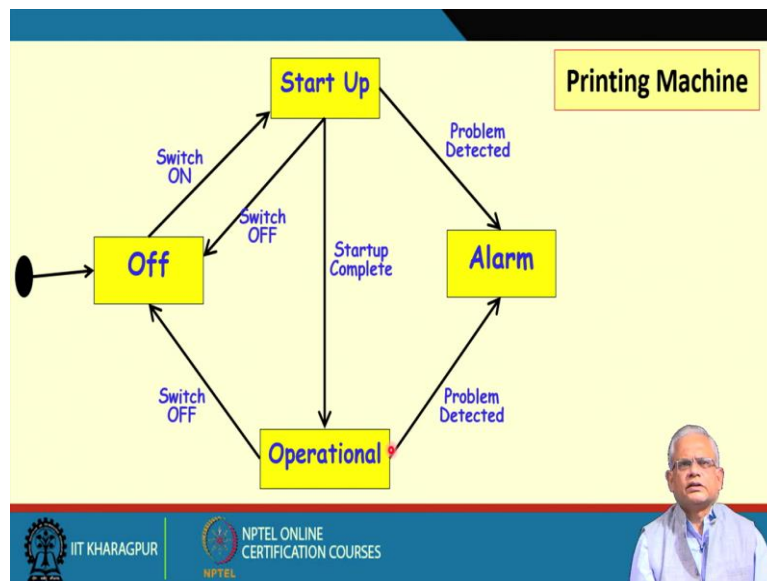 Printing Machine
Start Up
Switch
ON
Problem
Detected
Switch
OFF
Off
Startup
Complete
Alarm
Switch
OFF
Problem
Detected
Operational
IIT KHARAGPUR
NPTEL
NPTEL ONLINE
CERTIFICATION COURSES